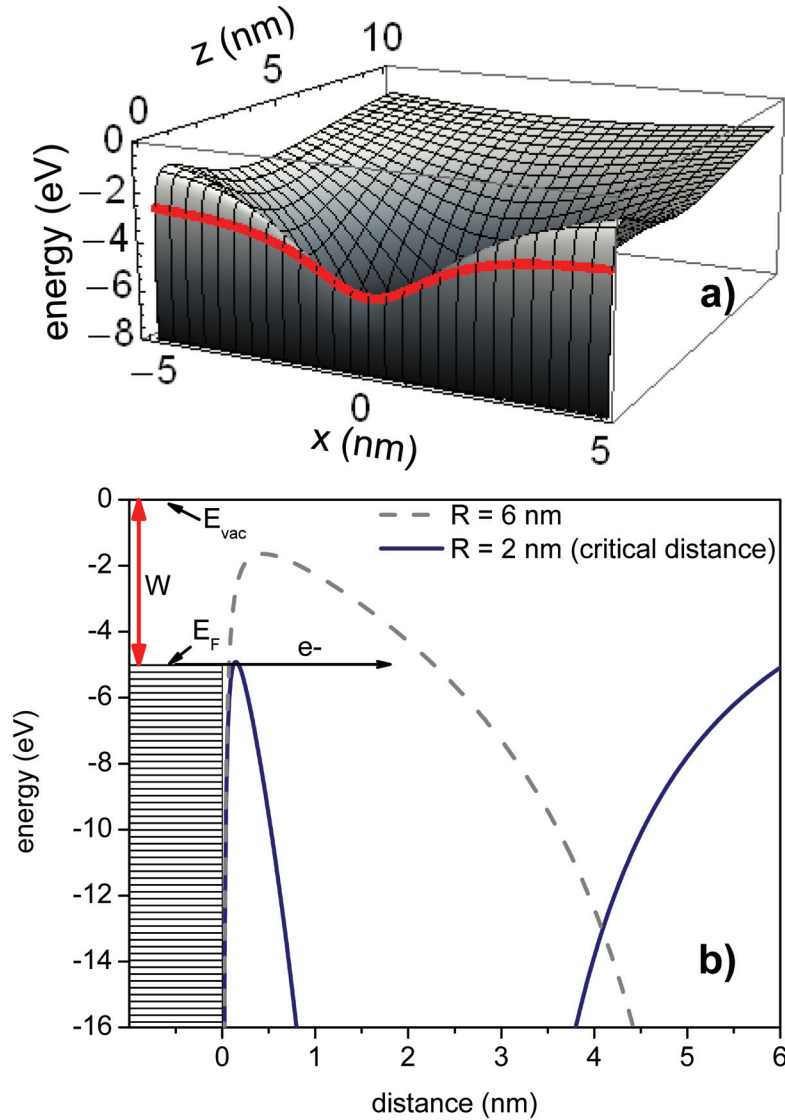 z (nm)
10
5
0
0
−2
−4
−6
−8
energy (eV)
−5
0
5
x (nm)
a)
0
-2
-4
-6
-8
-10
-12
-14
-16
energy (eV)
E_vac
W
E_F
e-
R = 6 nm
R = 2 nm (critical distance)
b)
0 1 2 3 4 5 6
distance (nm)